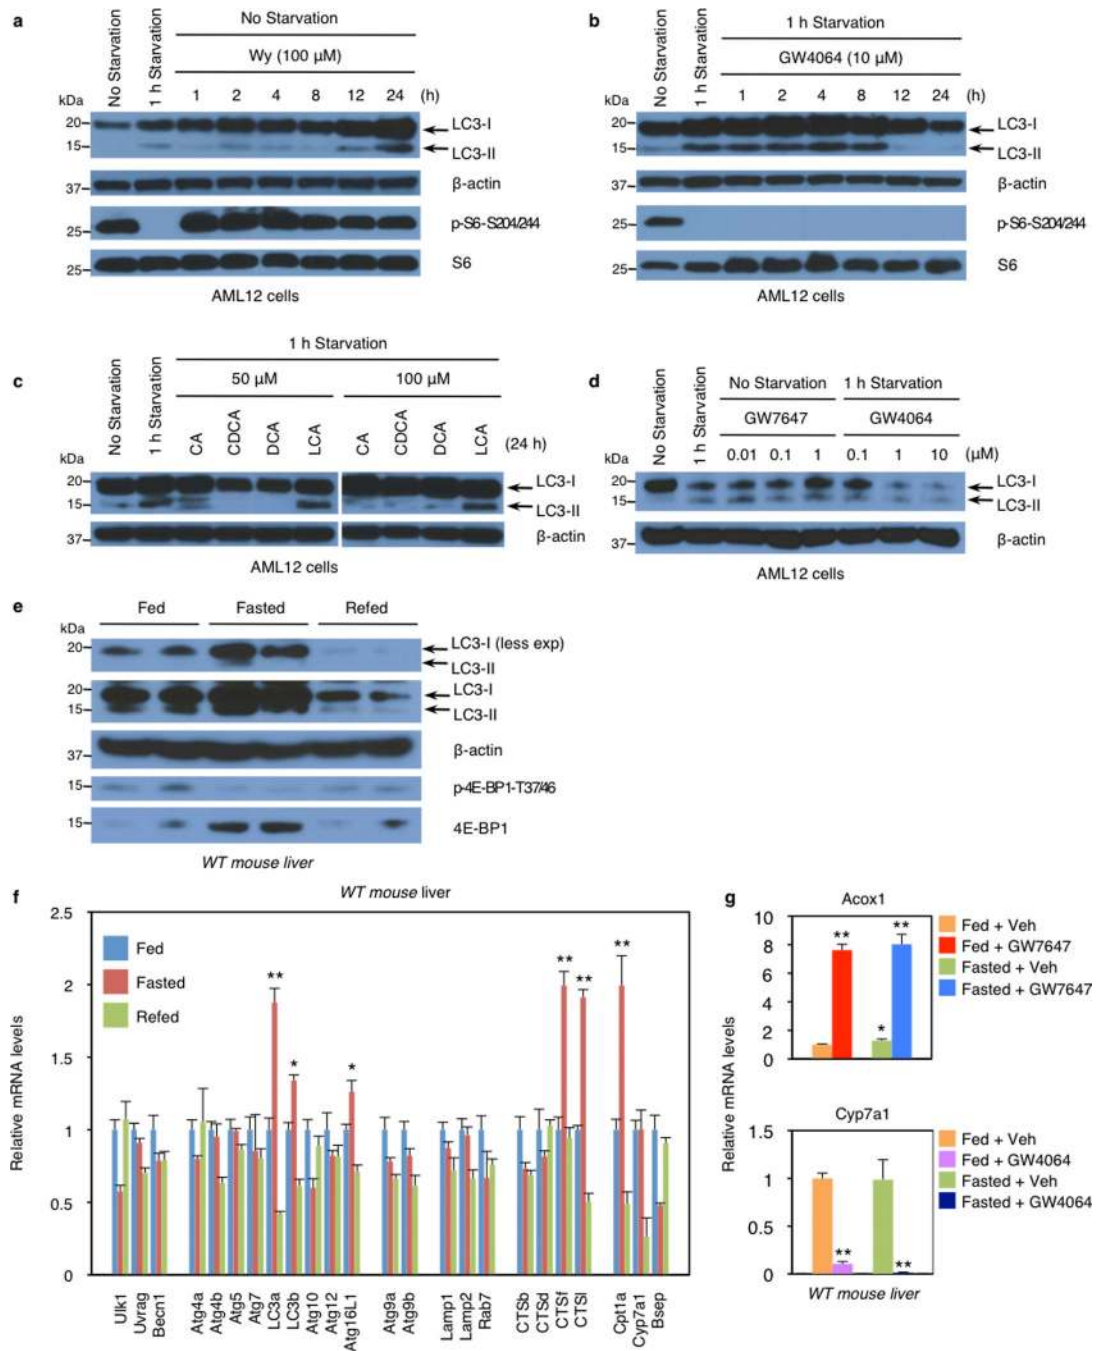 a
No Starvation
1 h Starvation
No Starvation
Wy (100 µM)
1 2 4 8 12 24 (h)
kDa
20
15
LC3-I
LC3-II
37
β-actin
25
p-S6-S204/244
25
S6
AML12 cells
b
No Starvation
1 h Starvation
1 h Starvation
GW4064 (10 µM)
1 2 4 8 12 24 (h)
kDa
20
15
LC3-I
LC3-II
37
β-actin
25
p-S6-S204/244
25
S6
AML12 cells
c
No Starvation
1 h Starvation
1 h Starvation
50 µM 100 µM
CA CDCA DCA LCA CA CDCA DCA LCA (24 h)
kDa
20
15
LC3-I
LC3-II
37
β-actin
AML12 cells
d
No Starvation
1 h Starvation
No Starvation 1 h Starvation
GW7647 GW4064
0.01 0.1 1 0.1 1 10 (µM)
kDa
20
15
LC3-I
LC3-II
37
β-actin
AML12 cells
e
Fed Fasted Refed
kDa
20
LC3-I (less exp)
LC3-II
20
15
LC3-I
LC3-II
37
β-actin
15
p-4E-BP1-T37/46
15
4E-BP1
WT mouse liver
f
WT mouse liver
Relative mRNA levels
2.5
2
1.5
1
0.5
0
Fed
Fasted
Refed
** * * ** ** **
Ulk1 Uvrag Becn1 Atg4a Atg4b Atg5 Atg7 LC3a LC3b Atg10 Atg12 Atg16L1 Atg9a Atg9b Lamp1 Lamp2 Rab7 CTSb CTSd CTSf CTSl Cpt1a Cyp7a1 Bsep
g
Relative mRNA levels
Acox1
10
8
6
4
2
0
** * **
Fed + Veh
Fed + GW7647
Fasted + Veh
Fasted + GW7647
Cyp7a1
1.5
1
0.5
0
** **
Fed + Veh
Fed + GW4064
Fasted + Veh
Fasted + GW4064
WT mouse liver